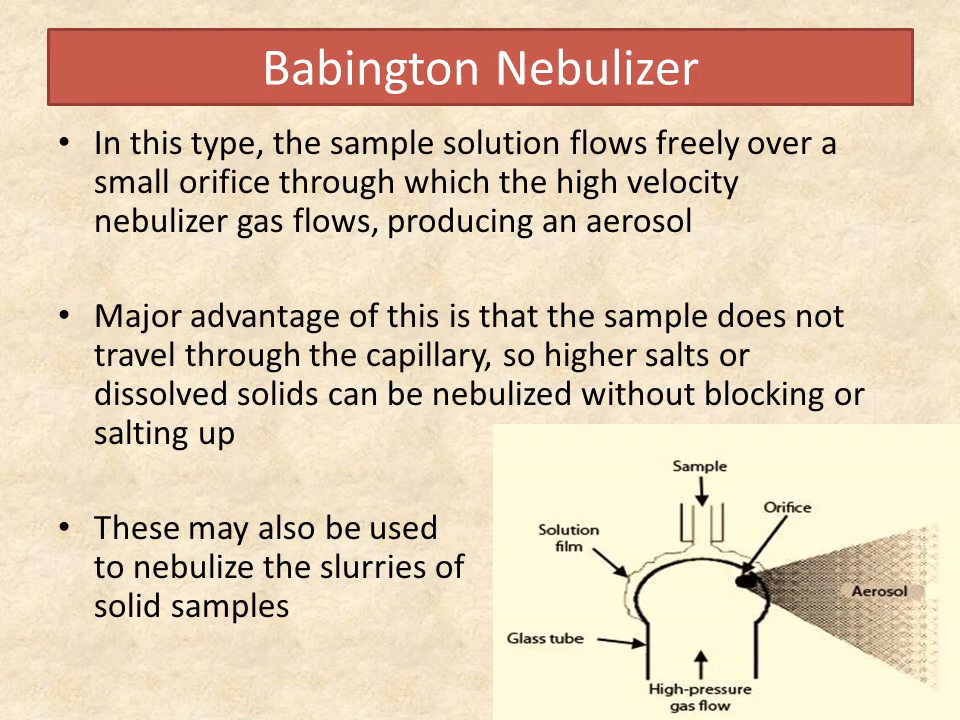 Babington Nebulizer
• In this type, the sample solution flows freely over a
small orifice through which the high velocity
nebulizer gas flows, producing an aerosol
• Major advantage of this is that the sample does not
travel through the capillary, so higher salts or
dissolved solids can be nebulized without blocking or
salting up
• These may also be used
to nebulize the slurries of
solid samples
Sample
Orifice
Solution
film
Aerosol
Glass tube
High-pressure
gas flow